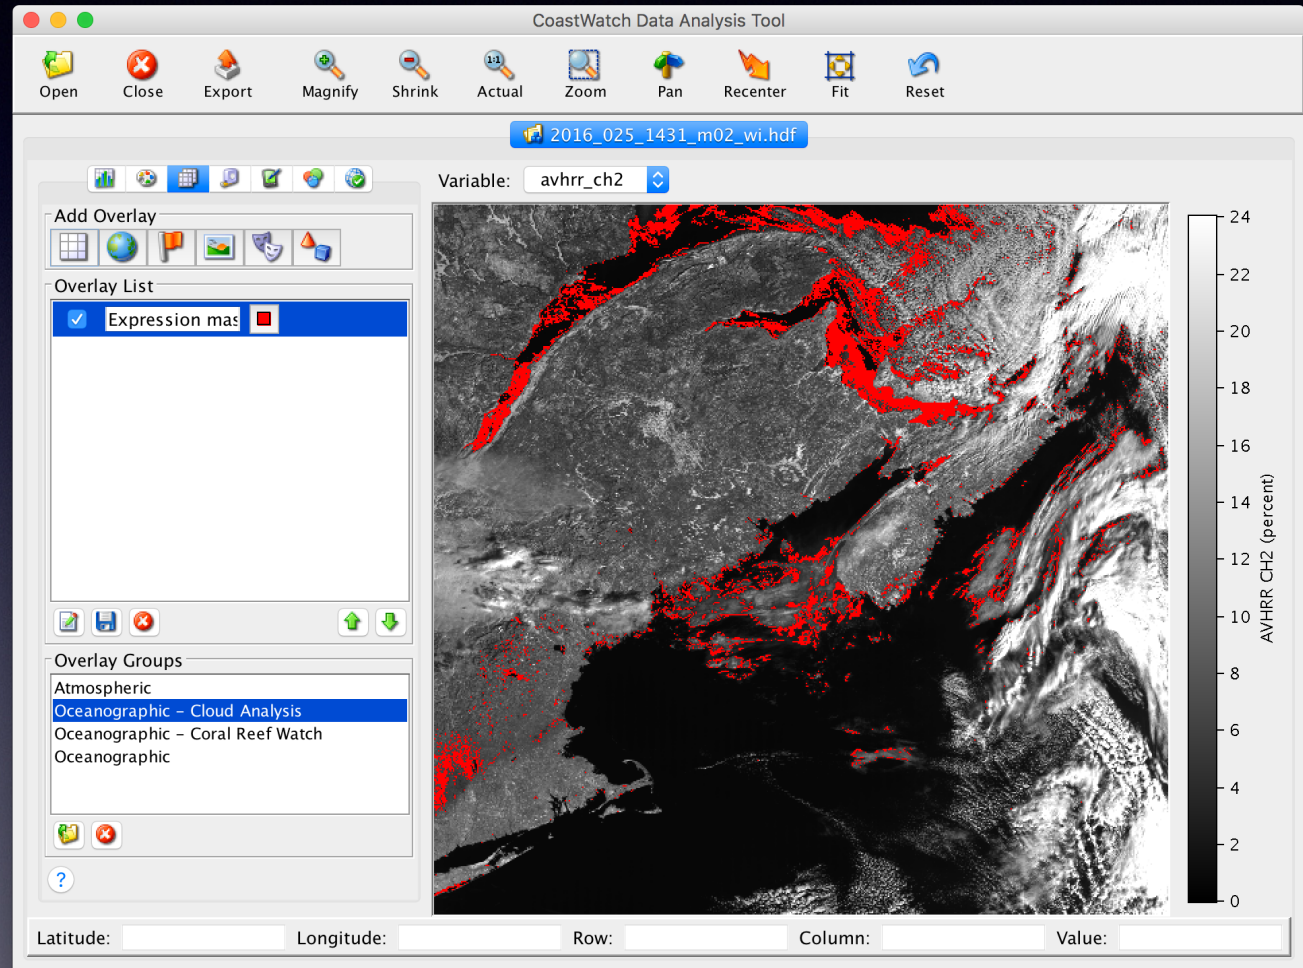 CoastWatch Data Analysis Tool
Open Close Export Magnify Shrink Actual Zoom Pan Recenter Fit Reset
1:1
2016_025_1431_m02_wi.hdf
Variable: avhrr_ch2
Add Overlay
Overlay List
Expression mas
Overlay Groups
Atmospheric
Oceanographic – Cloud Analysis
Oceanographic – Coral Reef Watch
Oceanographic
?
24
22
20
18
16
14
12
10
8
6
4
2
0
AVHRR CH2 (percent)
Latitude: Longitude: Row: Column: Value: